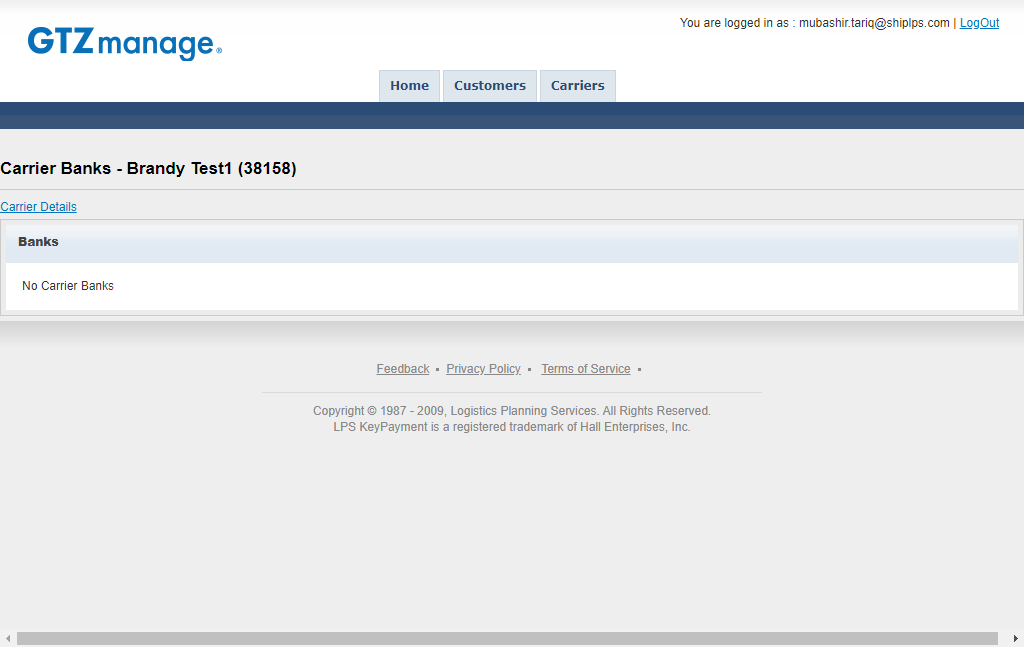 You are logged in as : mubashir.tariq@shiplps.com | LogOut
GTZmanage®
Home Customers Carriers
Carrier Banks - Brandy Test1 (38158)
Carrier Details
Banks
No Carrier Banks
Feedback ▪ Privacy Policy ▪ Terms of Service ▪
Copyright © 1987 - 2009, Logistics Planning Services. All Rights Reserved.
LPS KeyPayment is a registered trademark of Hall Enterprises, Inc.